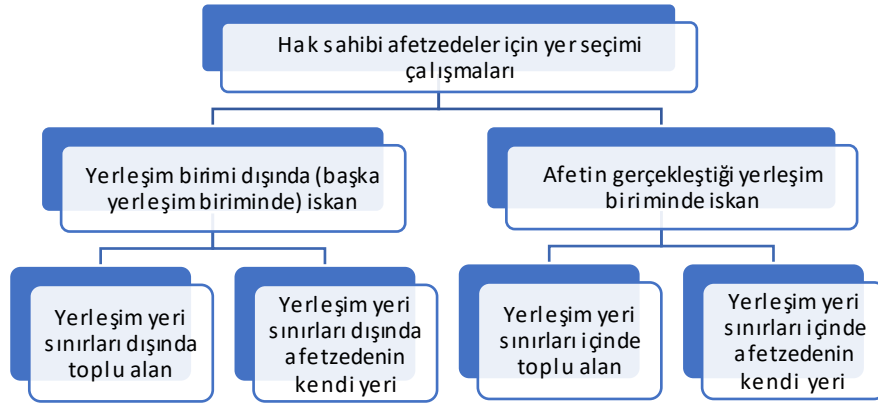 Hak sahibi afetzedeler için yer seçimi
çalışmaları
Yerleşim birimi dışında (başka
yerleşim biriminde) iskan
Afetin gerçekleştiği yerleşim
biriminde iskan
Yerleşim yeri
sınırları dışında
toplu alan
Yerleşim yeri
sınırları dışında
afetzedenin
kendi yeri
Yerleşim yeri
sınırları içinde
toplu alan
Yerleşim yeri
sınırları içinde
afetzedenin
kendi yeri